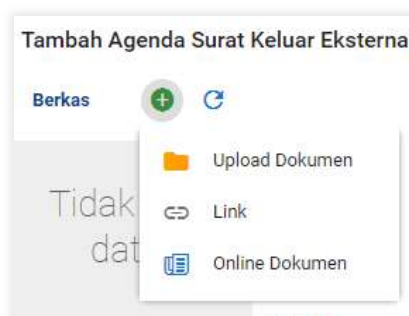 Tambah Agenda Surat Keluar Eksterna
Berkas
Upload Dokumen
Tidak
Link
dat
Online Dokumen